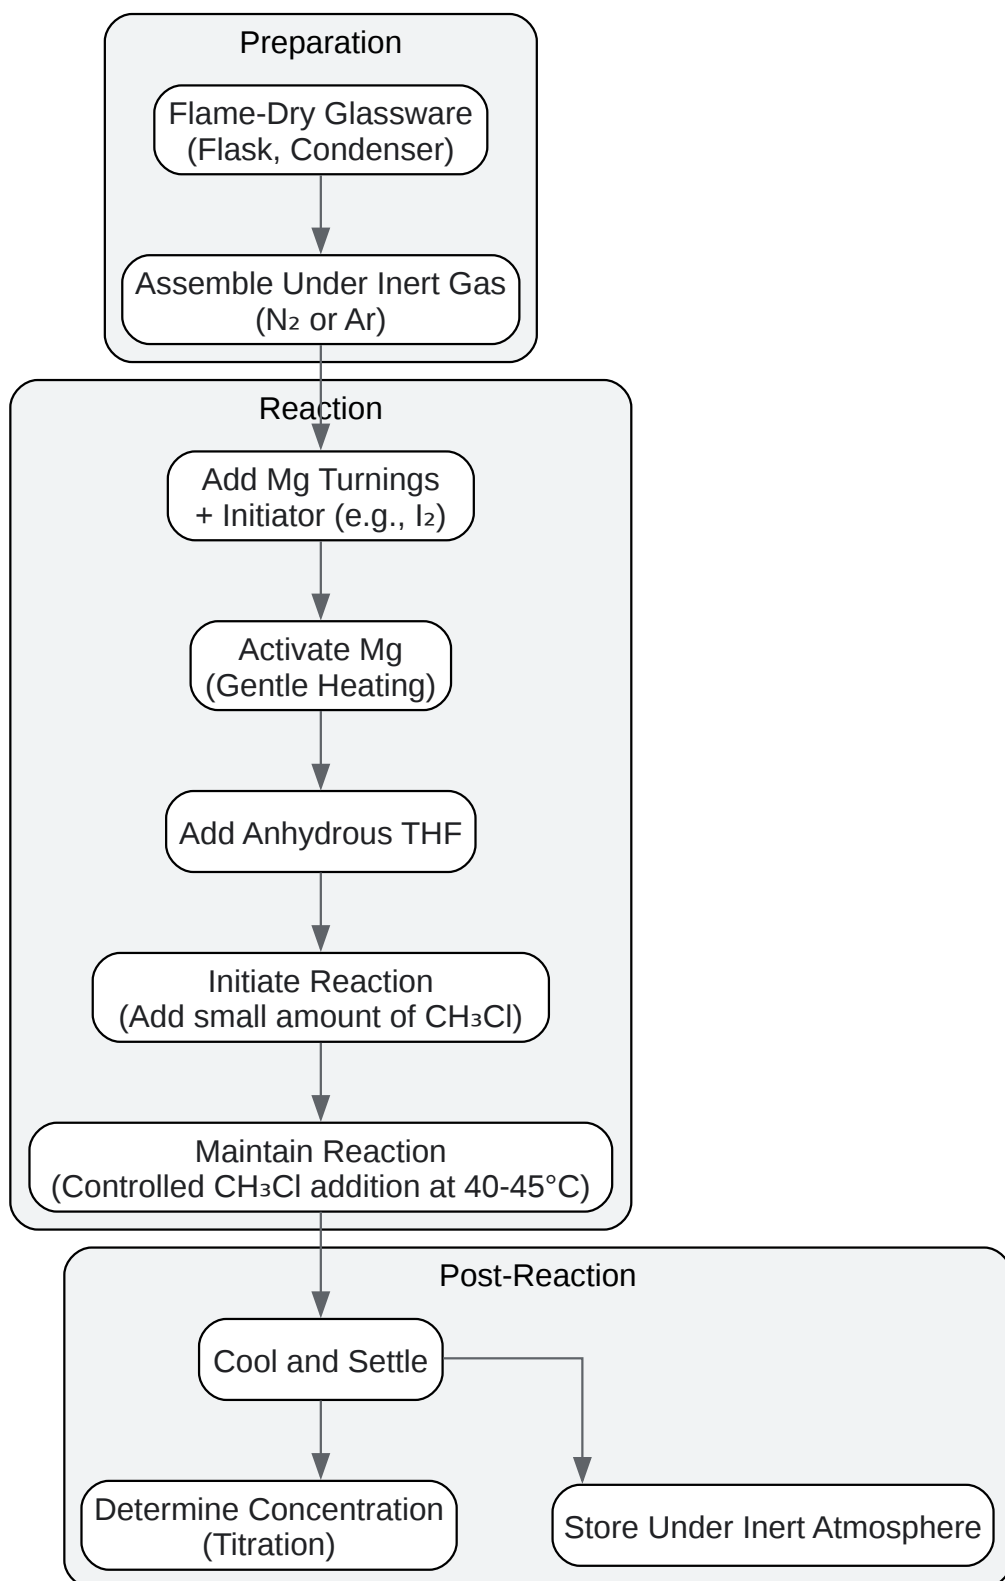 Preparation
Flame-Dry Glassware
(Flask, Condenser)
Assemble Under Inert Gas
(N₂ or Ar)
Reaction
Add Mg Turnings
+ Initiator (e.g., I₂)
Activate Mg
(Gentle Heating)
Add Anhydrous THF
Initiate Reaction
(Add small amount of CH₃Cl)
Maintain Reaction
(Controlled CH₃Cl addition at 40-45°C)
Post-Reaction
Cool and Settle
Determine Concentration
(Titration)
Store Under Inert Atmosphere